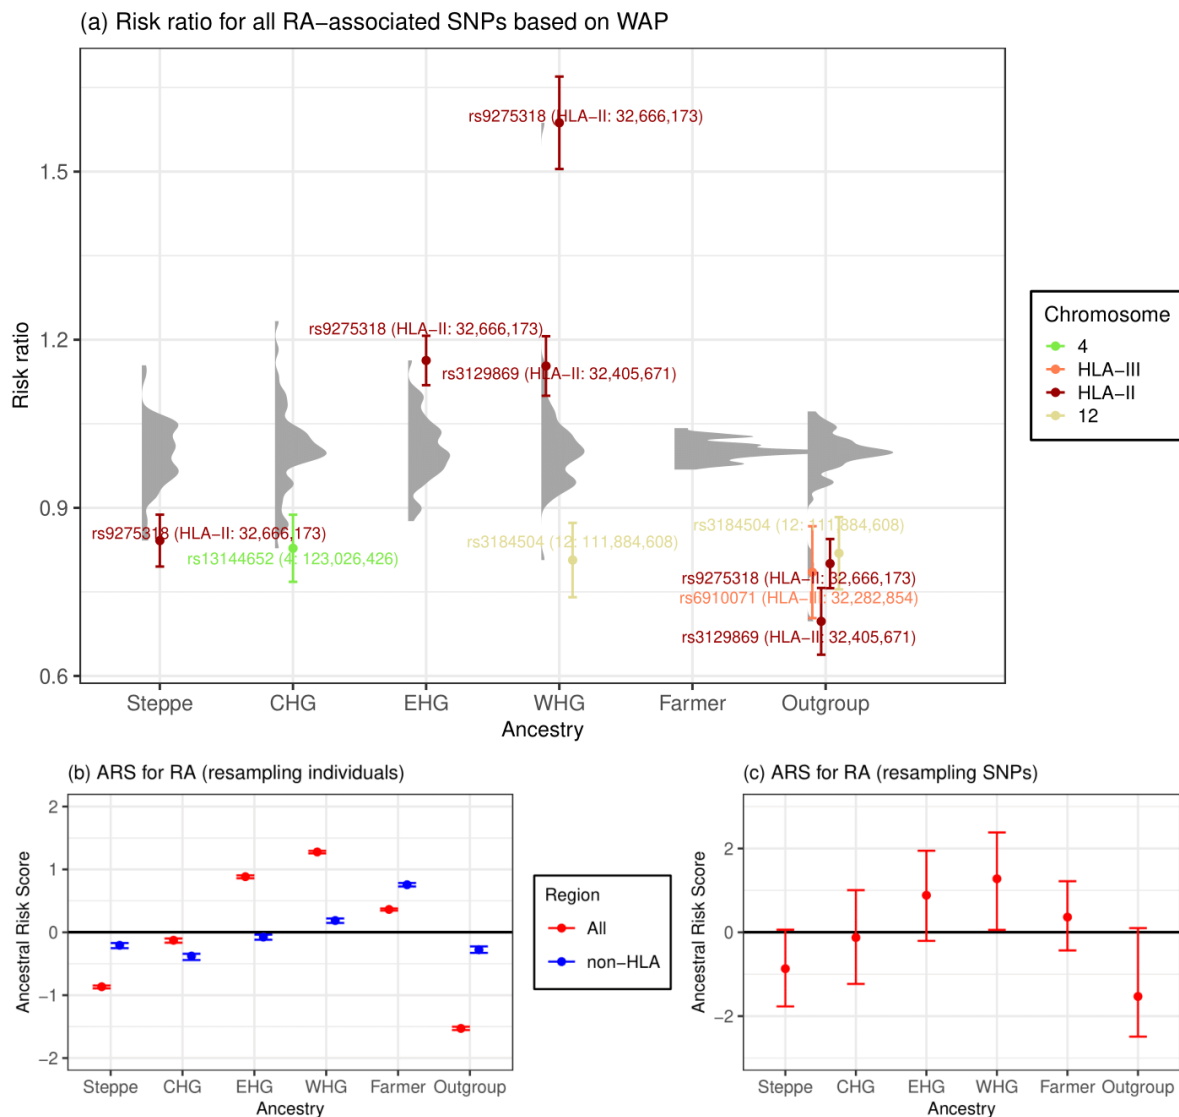 (a) Risk ratio for all RA−associated SNPs based on WAP
Risk ratio
1.5
1.2
0.9
0.6
rs9275318 (HLA−II: 32,666,173)
rs9275318 (HLA−II: 32,666,173)
rs3129869 (HLA−II: 32,405,671)
rs9275318 (HLA−II: 32,666,173)
rs13144652 (4: 123,026,426)
rs3184504 (12: 111,884,608)
rs3184504 (12: 111,884,608)
rs9275318 (HLA−II: 32,666,173)
rs6910071 (HLA−III: 32,282,854)
rs3129869 (HLA−II: 32,405,671)
Steppe CHG EHG WHG Farmer Outgroup
Ancestry
Chromosome
4
HLA−III
HLA−II
12
(b) ARS for RA (resampling individuals)
Ancestral Risk Score
2
1
0
−1
−2
Steppe CHG EHG WHG Farmer Outgroup
Ancestry
Region
All
non−HLA
(c) ARS for RA (resampling SNPs)
Ancestral Risk Score
2
0
−2
Steppe CHG EHG WHG Farmer Outgroup
Ancestry